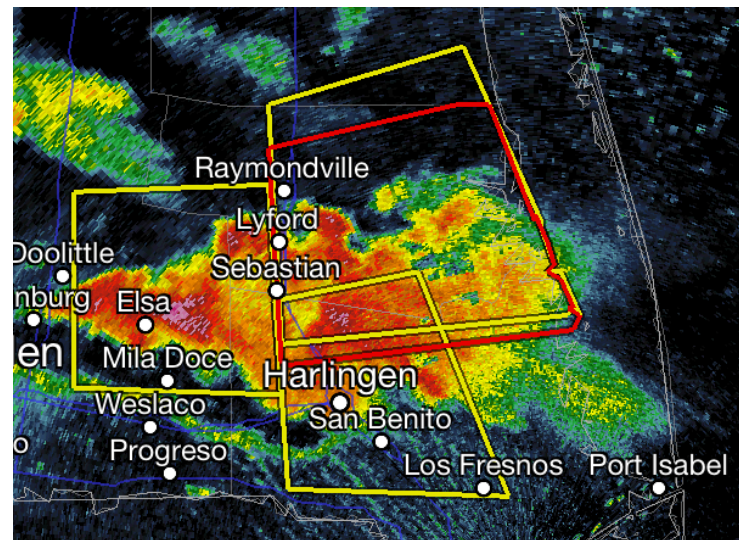 Raymondville
Lyford
Doolittle
Sebastian
nburg
Elsa
en
Mila Doce
Harlingen
Weslaco
San Benito
o
Progreso
Los Fresnos
Port Isabel